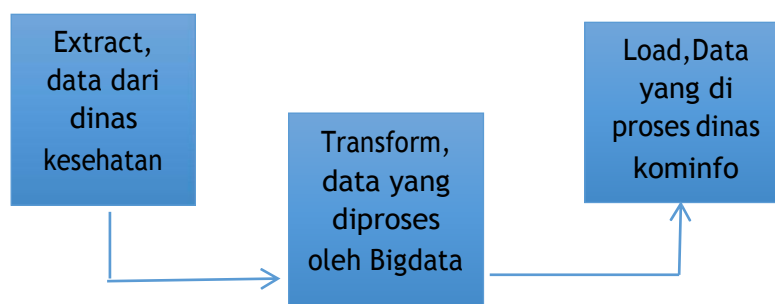 Extract,
data dari
dinas
kesehatan
Transform,
data yang
diproses
oleh Bigdata
Load,Data
yang di
proses dinas
kominfo